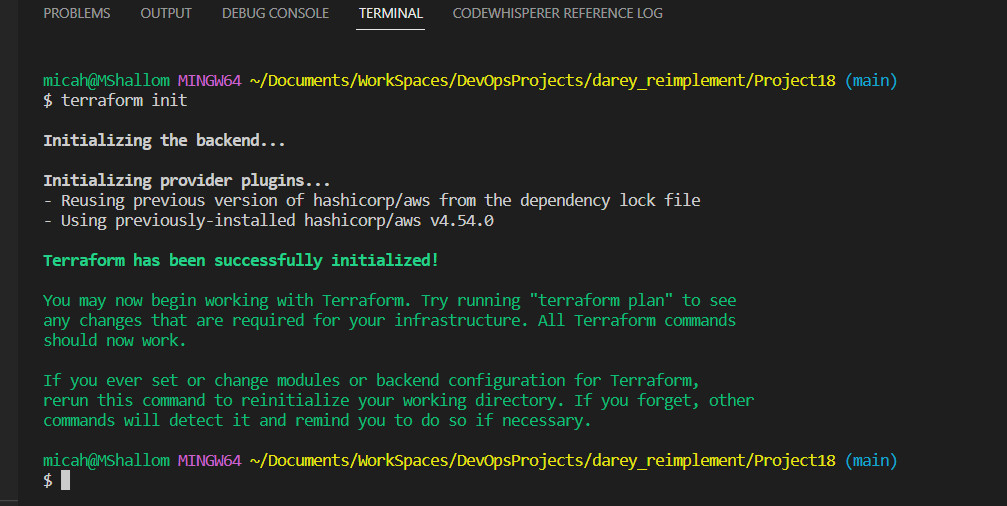 PROBLEMS OUTPUT DEBUG CONSOLE TERMINAL CODEWHISPERER REFERENCE LOG
micah@MShallom MINGW64 ~/Documents/WorkSpaces/DevOpsProjects/darey_reimplement/Project18 (main)
$ terraform init
Initializing the backend...
Initializing provider plugins...
- Reusing previous version of hashicorp/aws from the dependency lock file
- Using previously-installed hashicorp/aws v4.54.0
Terraform has been successfully initialized!
You may now begin working with Terraform. Try running "terraform plan" to see
any changes that are required for your infrastructure. All Terraform commands
should now work.
If you ever set or change modules or backend configuration for Terraform,
rerun this command to reinitialize your working directory. If you forget, other
commands will detect it and remind you to do so if necessary.
micah@MShallom MINGW64 ~/Documents/WorkSpaces/DevOpsProjects/darey_reimplement/Project18 (main)
$